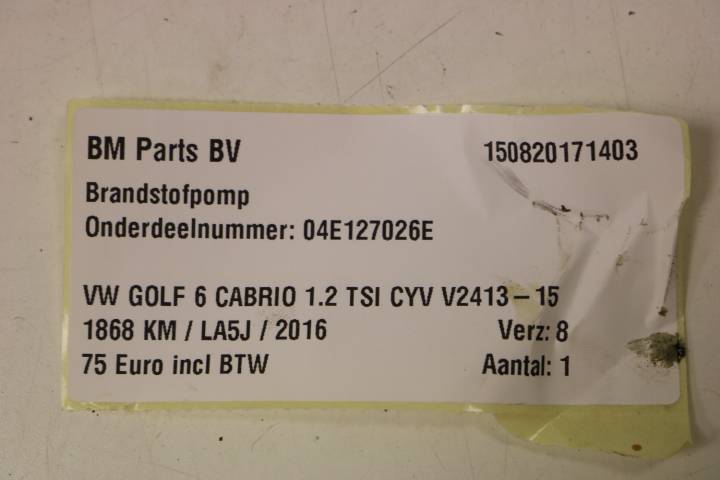 BM Parts BV 150820171403
Brandstofpomp
Onderdeelnummer: 04E127026E
VW GOLF 6 CABRIO 1.2 TSI CYV V2413-15
1868 KM / LA5J / 2016 Verz: 8
75 Euro incl BTW Aantal: 1